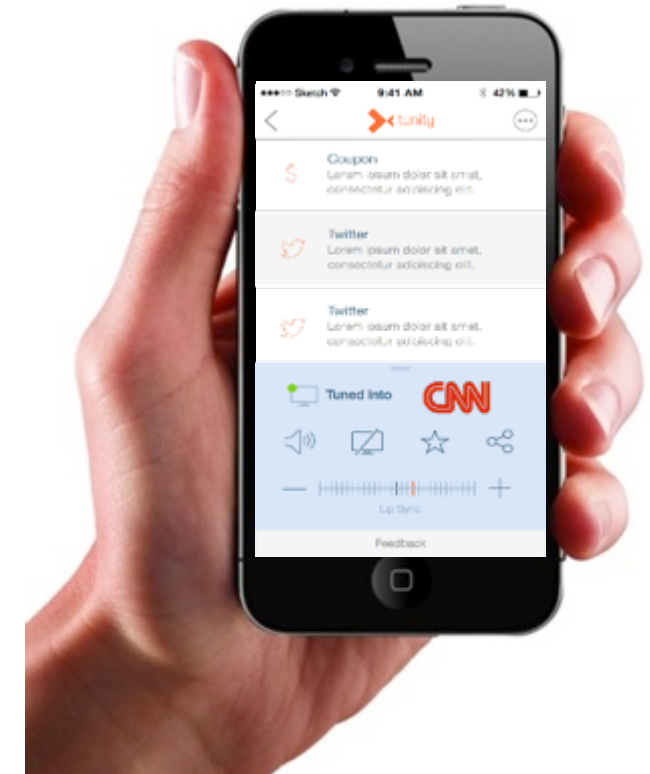 Sketch 9:41 AM 42%
tunity
Coupon
Lorem ipsum dolor sit amet,
consectetur adipiscing elit.
Twitter
Lorem ipsum dolor sit amet,
consectetur adipiscing elit.
Twitter
Lorem ipsum dolor sit amet,
consectetur adipiscing elit.
Tuned Into CNN
Lip Sync
Feedback